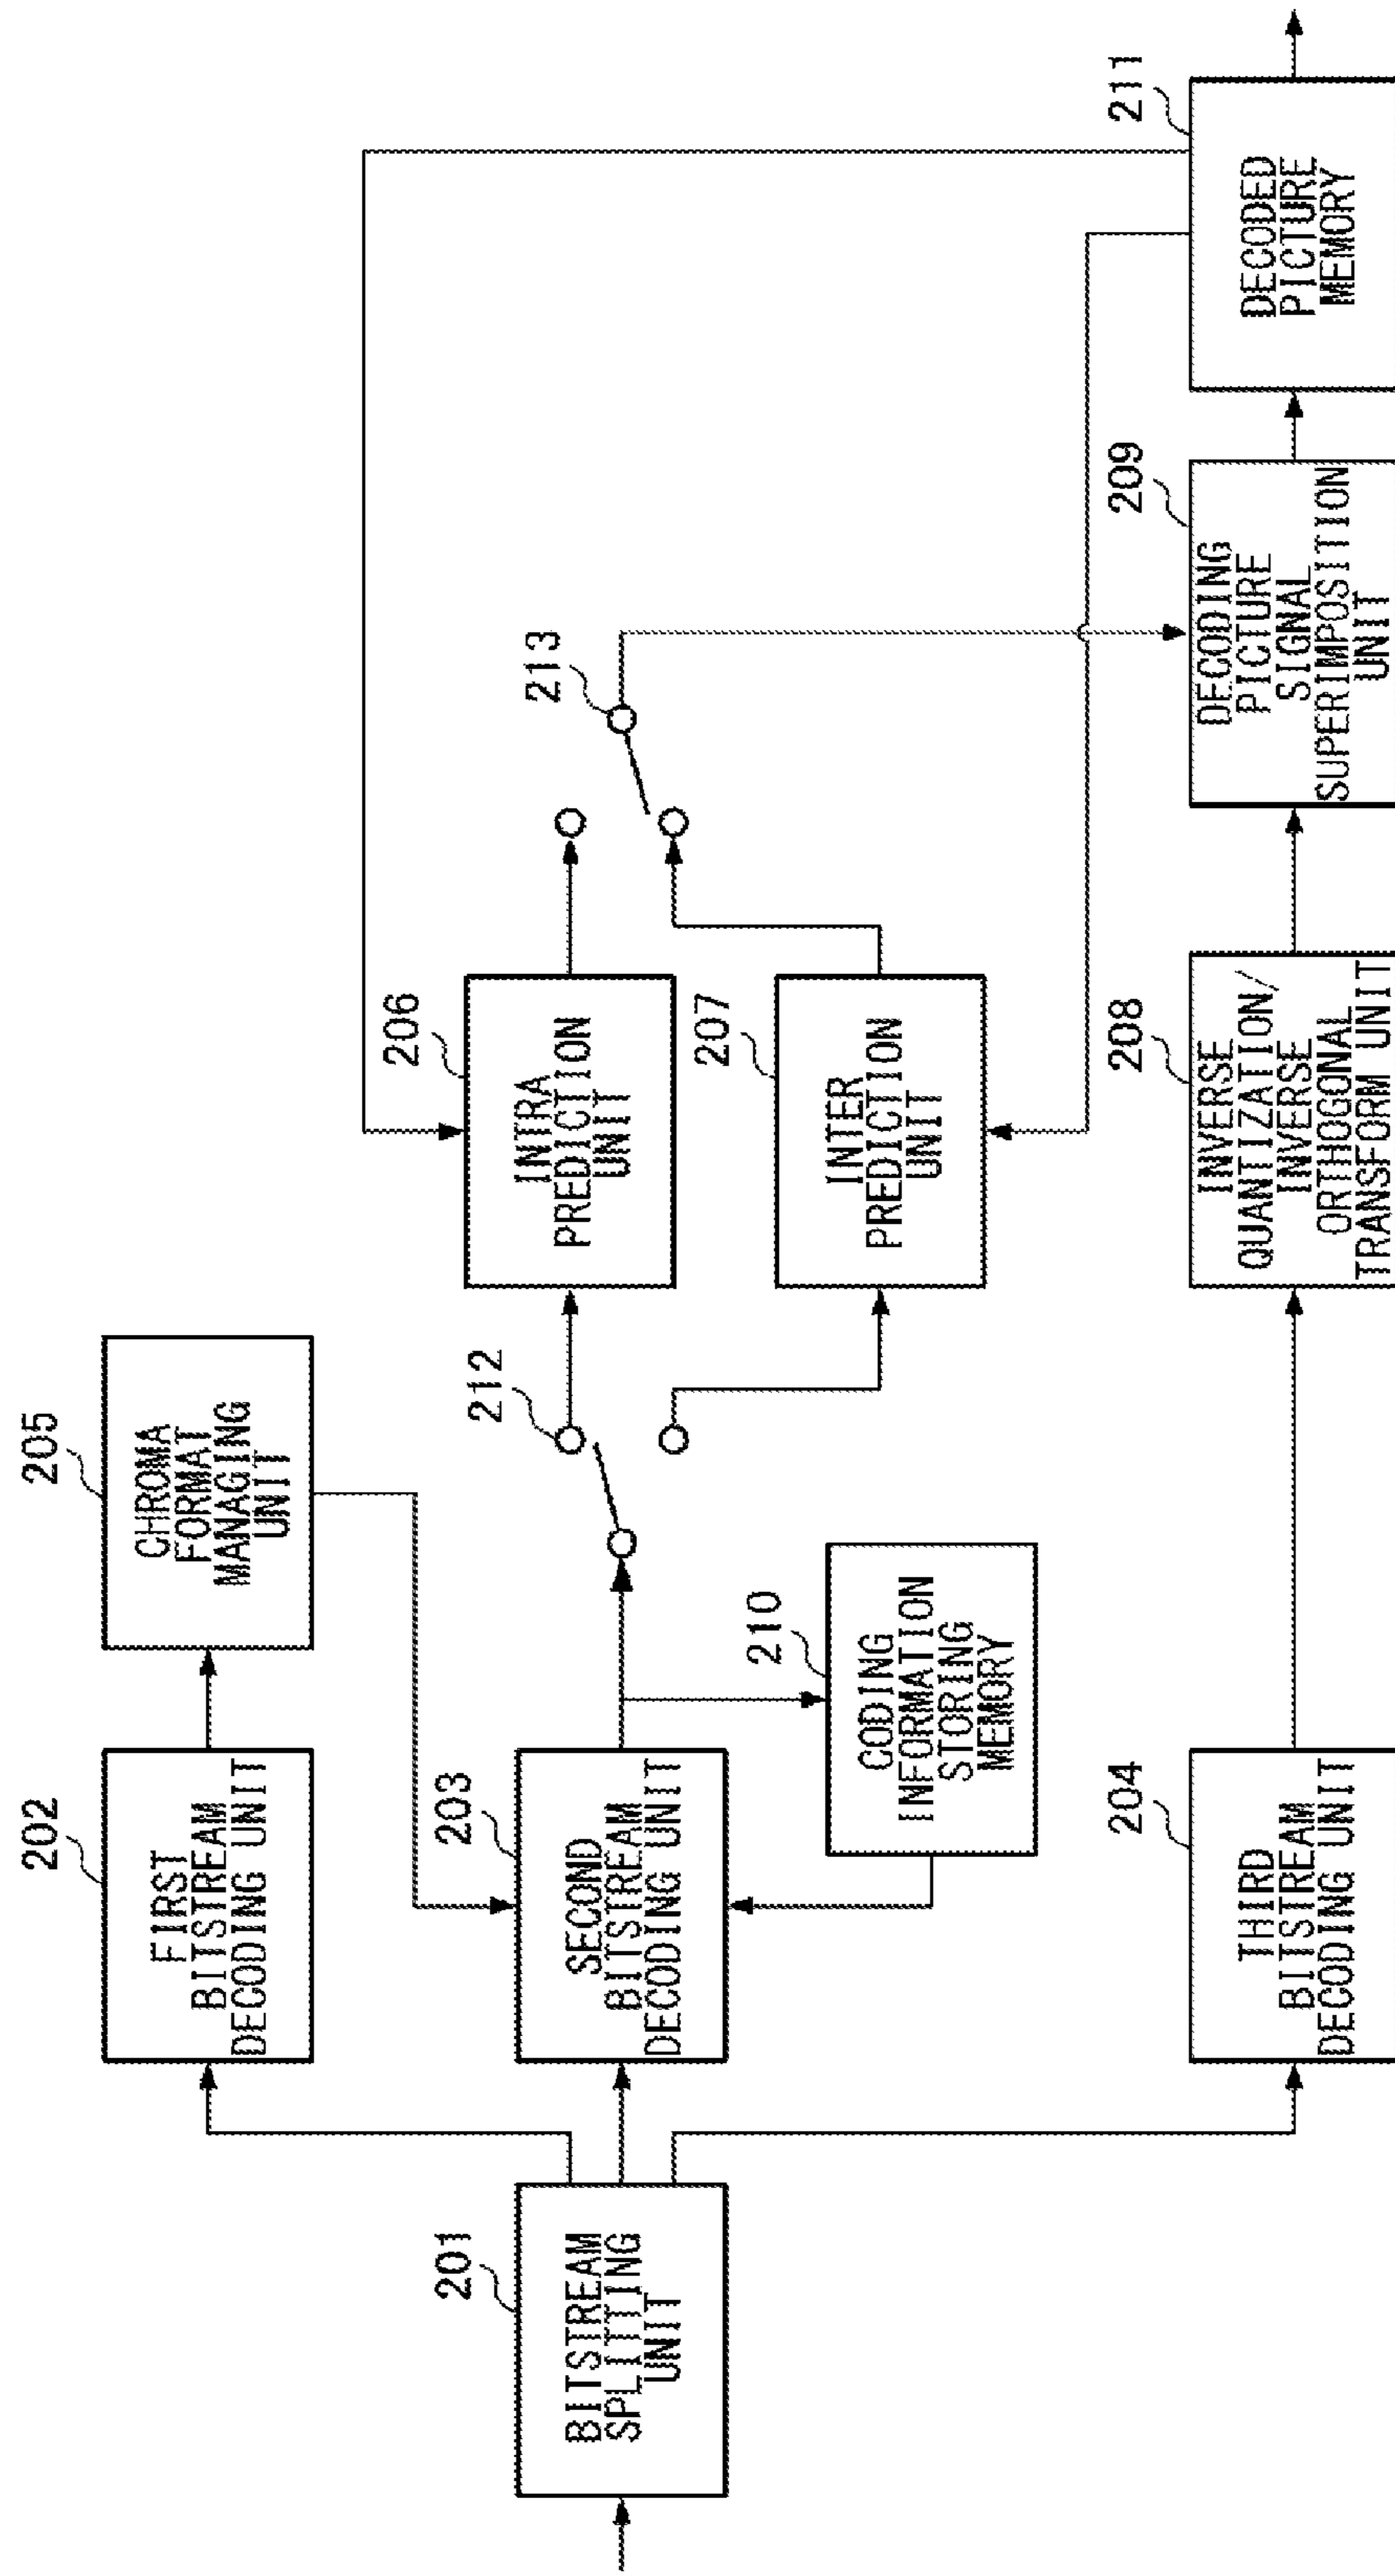 201
BITSTREAM
SPLITTING
UNIT
202
FIRST
BITSTREAM
DECODING UNIT
203
SECOND
BITSTREAM
DECODING UNIT
204
THIRD
BITSTREAM
DECODING UNIT
205
CHROMA
FORMAT
MANAGING
UNIT
210
CODING
INFORMATION
STORING
MEMORY
212
206
INTRA
PREDICTION
UNIT
207
INTER
PREDICTION
UNIT
208
INVERSE
QUANTIZATION/
INVERSE
ORTHOGONAL
TRANSFORM UNIT
213
209
DECODING
PICTURE
SIGNAL
SUPERIMPOSITION
UNIT
211
DECODED
PICTURE
MEMORY